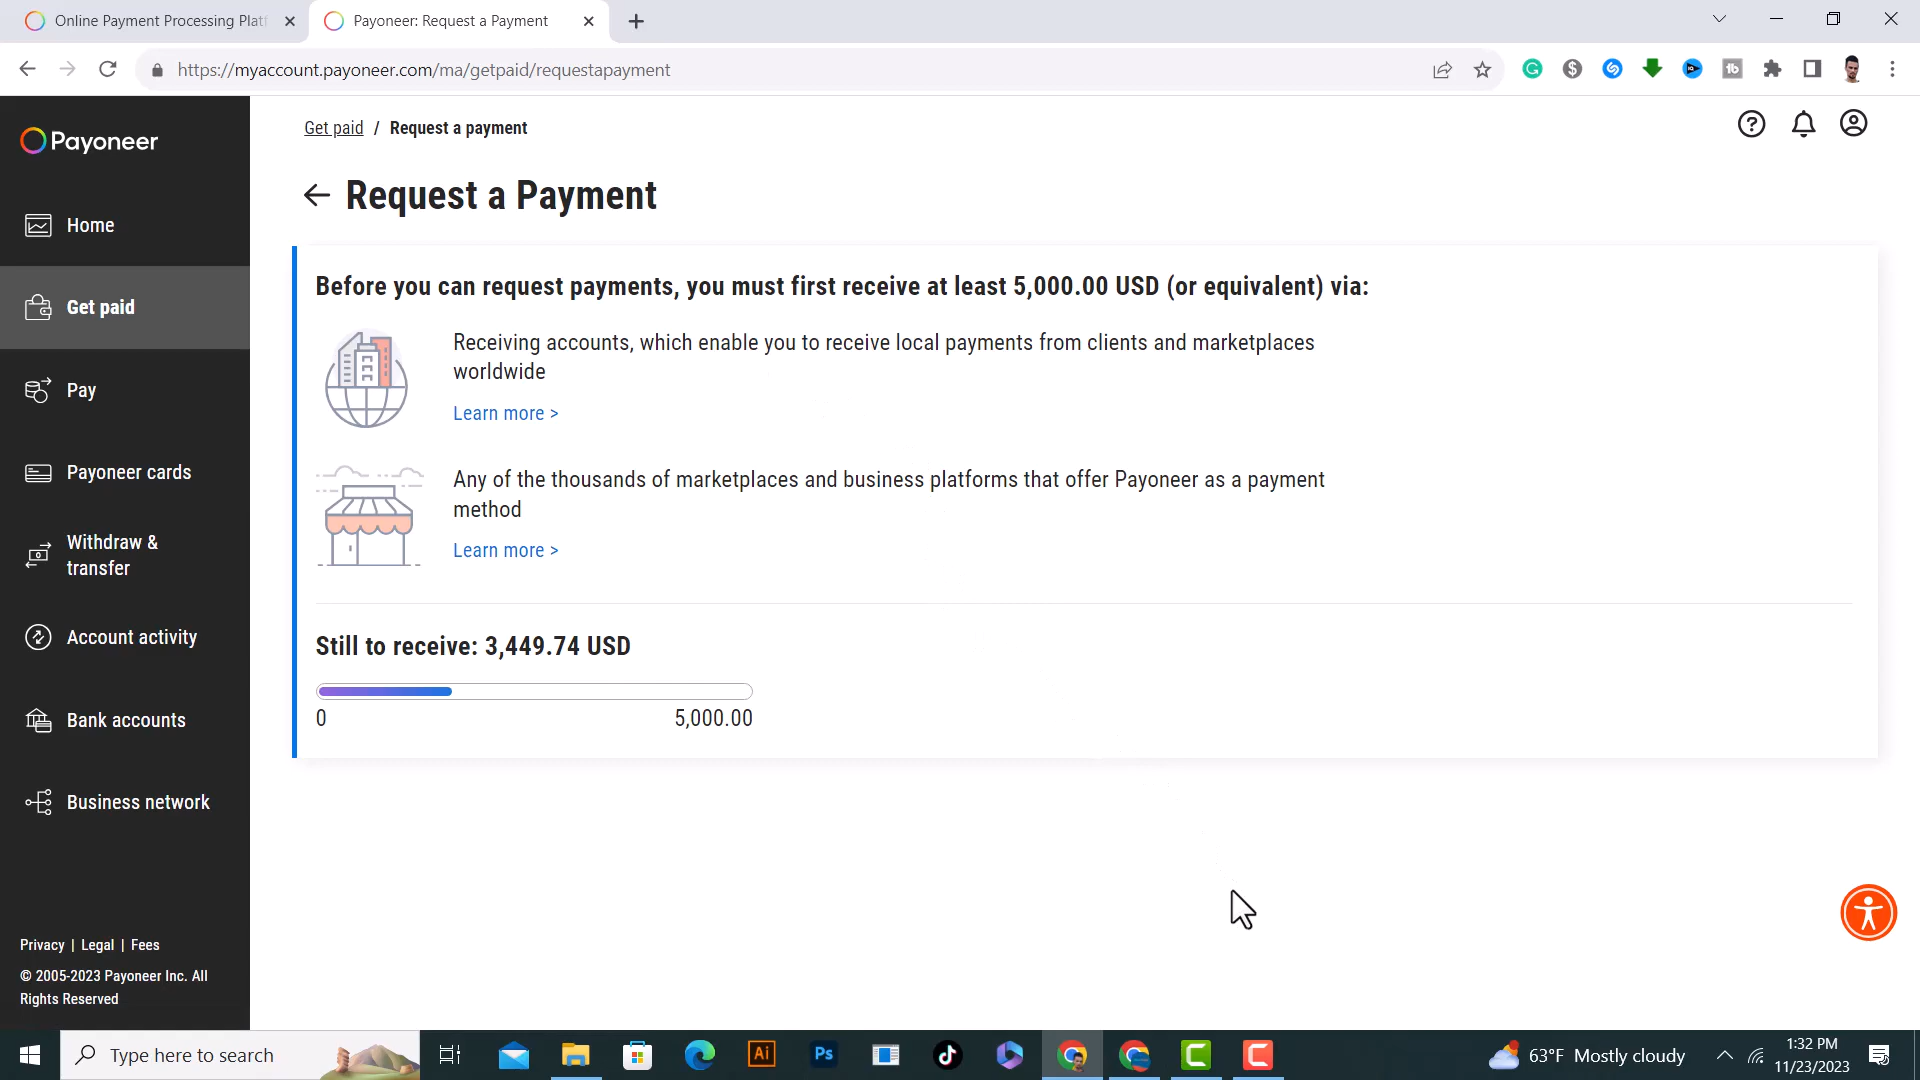 Online Payment Processing Platf
Payoneer: Request a Payment
https://myaccount.payoneer.com/ma/getpaid/requestapayment
Payoneer
Home
Get paid
Pay
Payoneer cards
Withdraw &
transfer
Account activity
Bank accounts
Business network
Privacy | Legal | Fees
© 2005-2023 Payoneer Inc. All
Rights Reserved
Get paid / Request a payment
Request a Payment
Before you can request payments, you must first receive at least 5,000.00 USD (or equivalent) via:
Receiving accounts, which enable you to receive local payments from clients and marketplaces
worldwide
Learn more >
Any of the thousands of marketplaces and business platforms that offer Payoneer as a payment
method
Learn more >
Still to receive: 3,449.74 USD
0
5,000.00
Type here to search
Ai
Ps
63°F Mostly cloudy
1:32 PM
11/23/2023